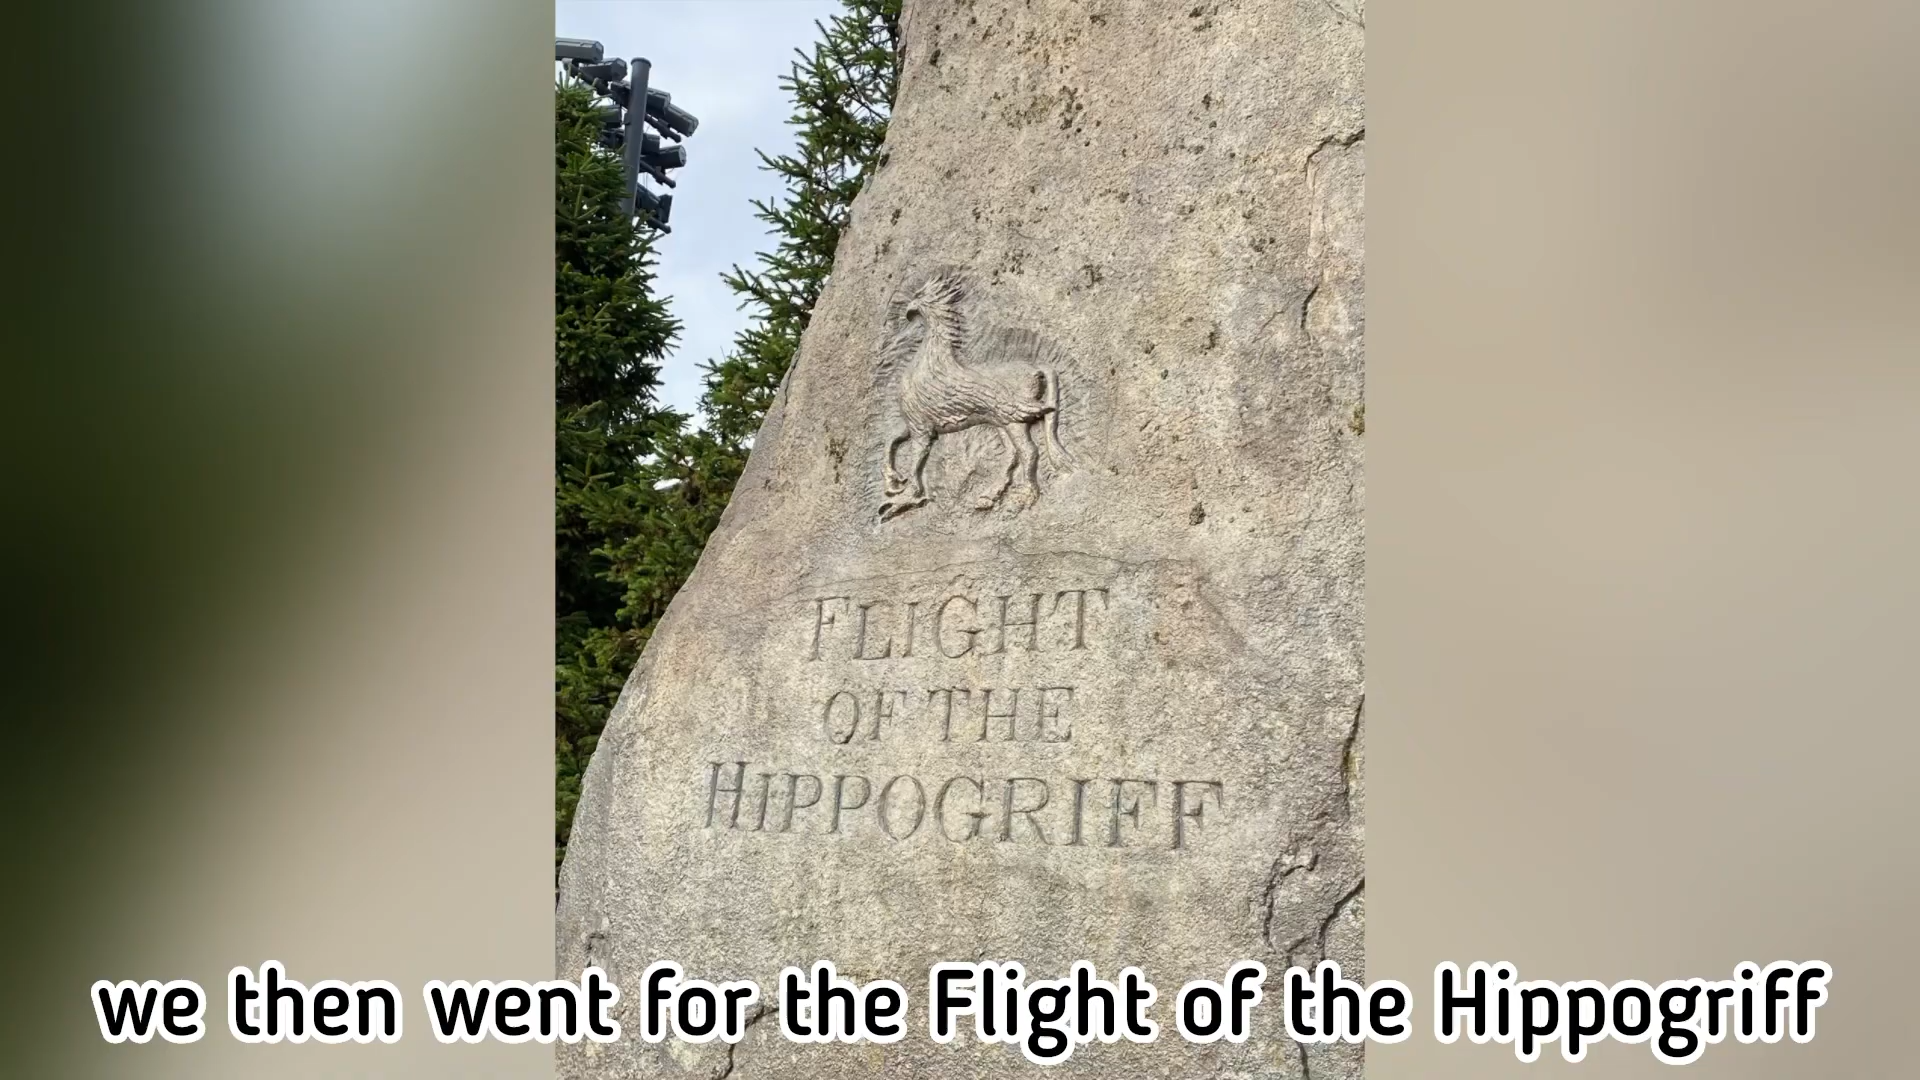 FLIGHT
OF THE
HIPPOGRIFF
we then went for the Flight of the Hippogriff